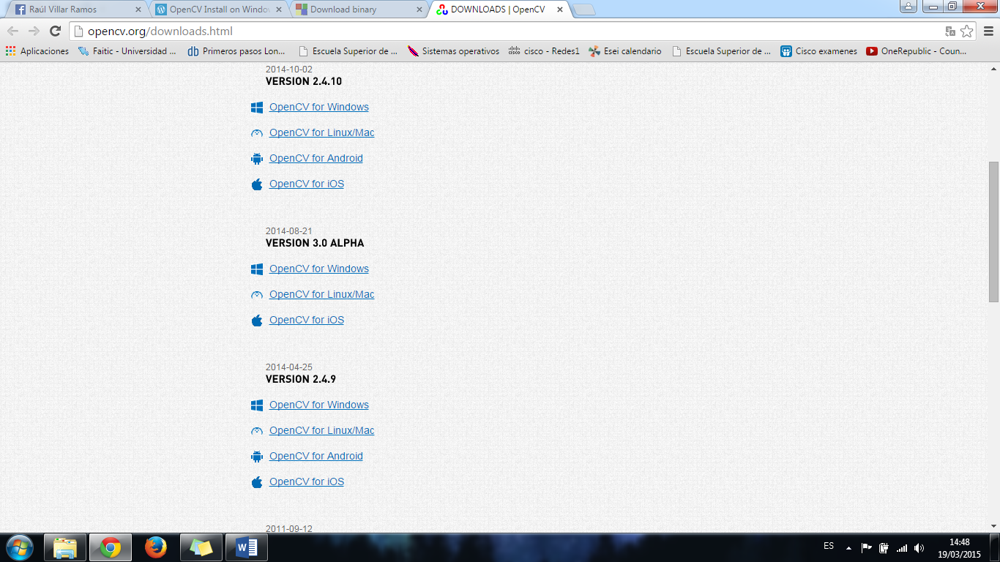 Raúl Villar Ramos
OpenCV Install on Windo
Download binary
DOWNLOADS | OpenCV
opencv.org/downloads.html
Aplicaciones
Faitic - Universidad ...
Primeros pasos Lon...
Escuela Superior de ...
Sistemas operativos
cisco - Redes1
Esei calendario
Escuela Superior de ...
Cisco examenes
OneRepublic - Coun...
2014-10-02
VERSION 2.4.10
OpenCV for Windows
OpenCV for Linux/Mac
OpenCV for Android
OpenCV for iOS
2014-08-21
VERSION 3.0 ALPHA
OpenCV for Windows
OpenCV for Linux/Mac
OpenCV for iOS
2014-04-25
VERSION 2.4.9
OpenCV for Windows
OpenCV for Linux/Mac
OpenCV for Android
OpenCV for iOS
2011-09-12
ES
14:48
19/03/2015